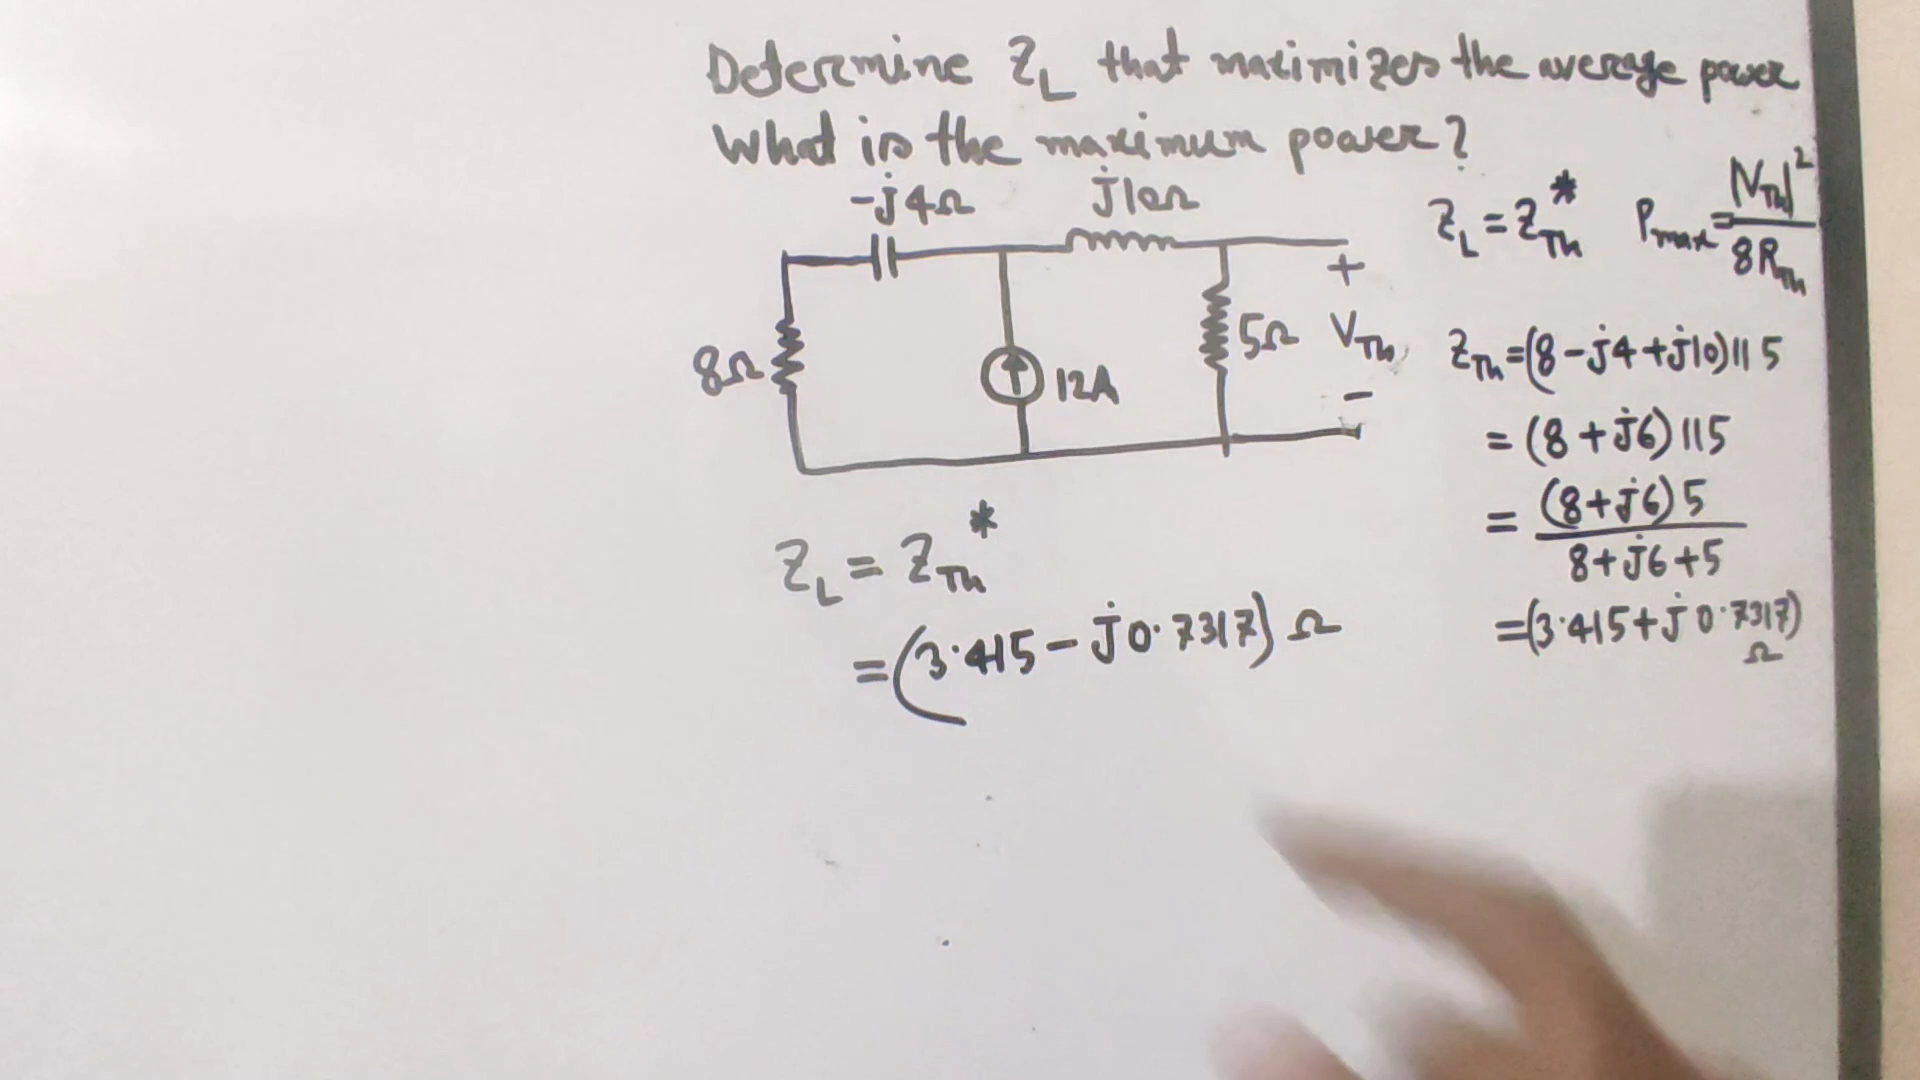 Determine Z_L that maximizes the average power
What is the maximum power?
-j4Ω
j10Ω
8Ω
12A
5Ω
+
V_Th
-
Z_L = Z_Th^*
P_max = |V_Th|^2 / 8R_Th
Z_Th = (8-j4+j10)||5
= (8+j6)||5
= (8+j6)5 / 8+j6+5
=(3.415+j0.7317)
Ω
Z_L = Z_Th^*
=(3.415-j0.7317)Ω